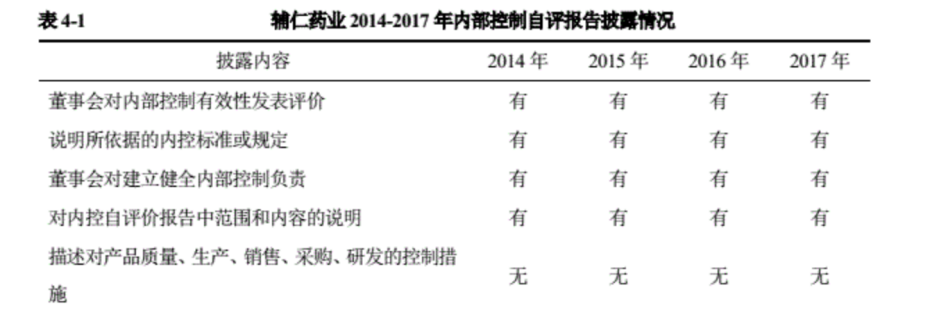 表 4-1 辅仁药业 2014-2017 年内部控制自评报告披露情况
披露内容 2014 年 2015 年 2016 年 2017 年
董事会对内部控制有效性发表评价 有 有 有 有
说明所依据的内控标准或规定 有 有 有 有
董事会对建立健全内部控制负责 有 有 有 有
对内控自评价报告中范围和内容的说明 有 有 有 有
描述对产品质量、生产、销售、采购、研发的控制措
施 无 无 无 无